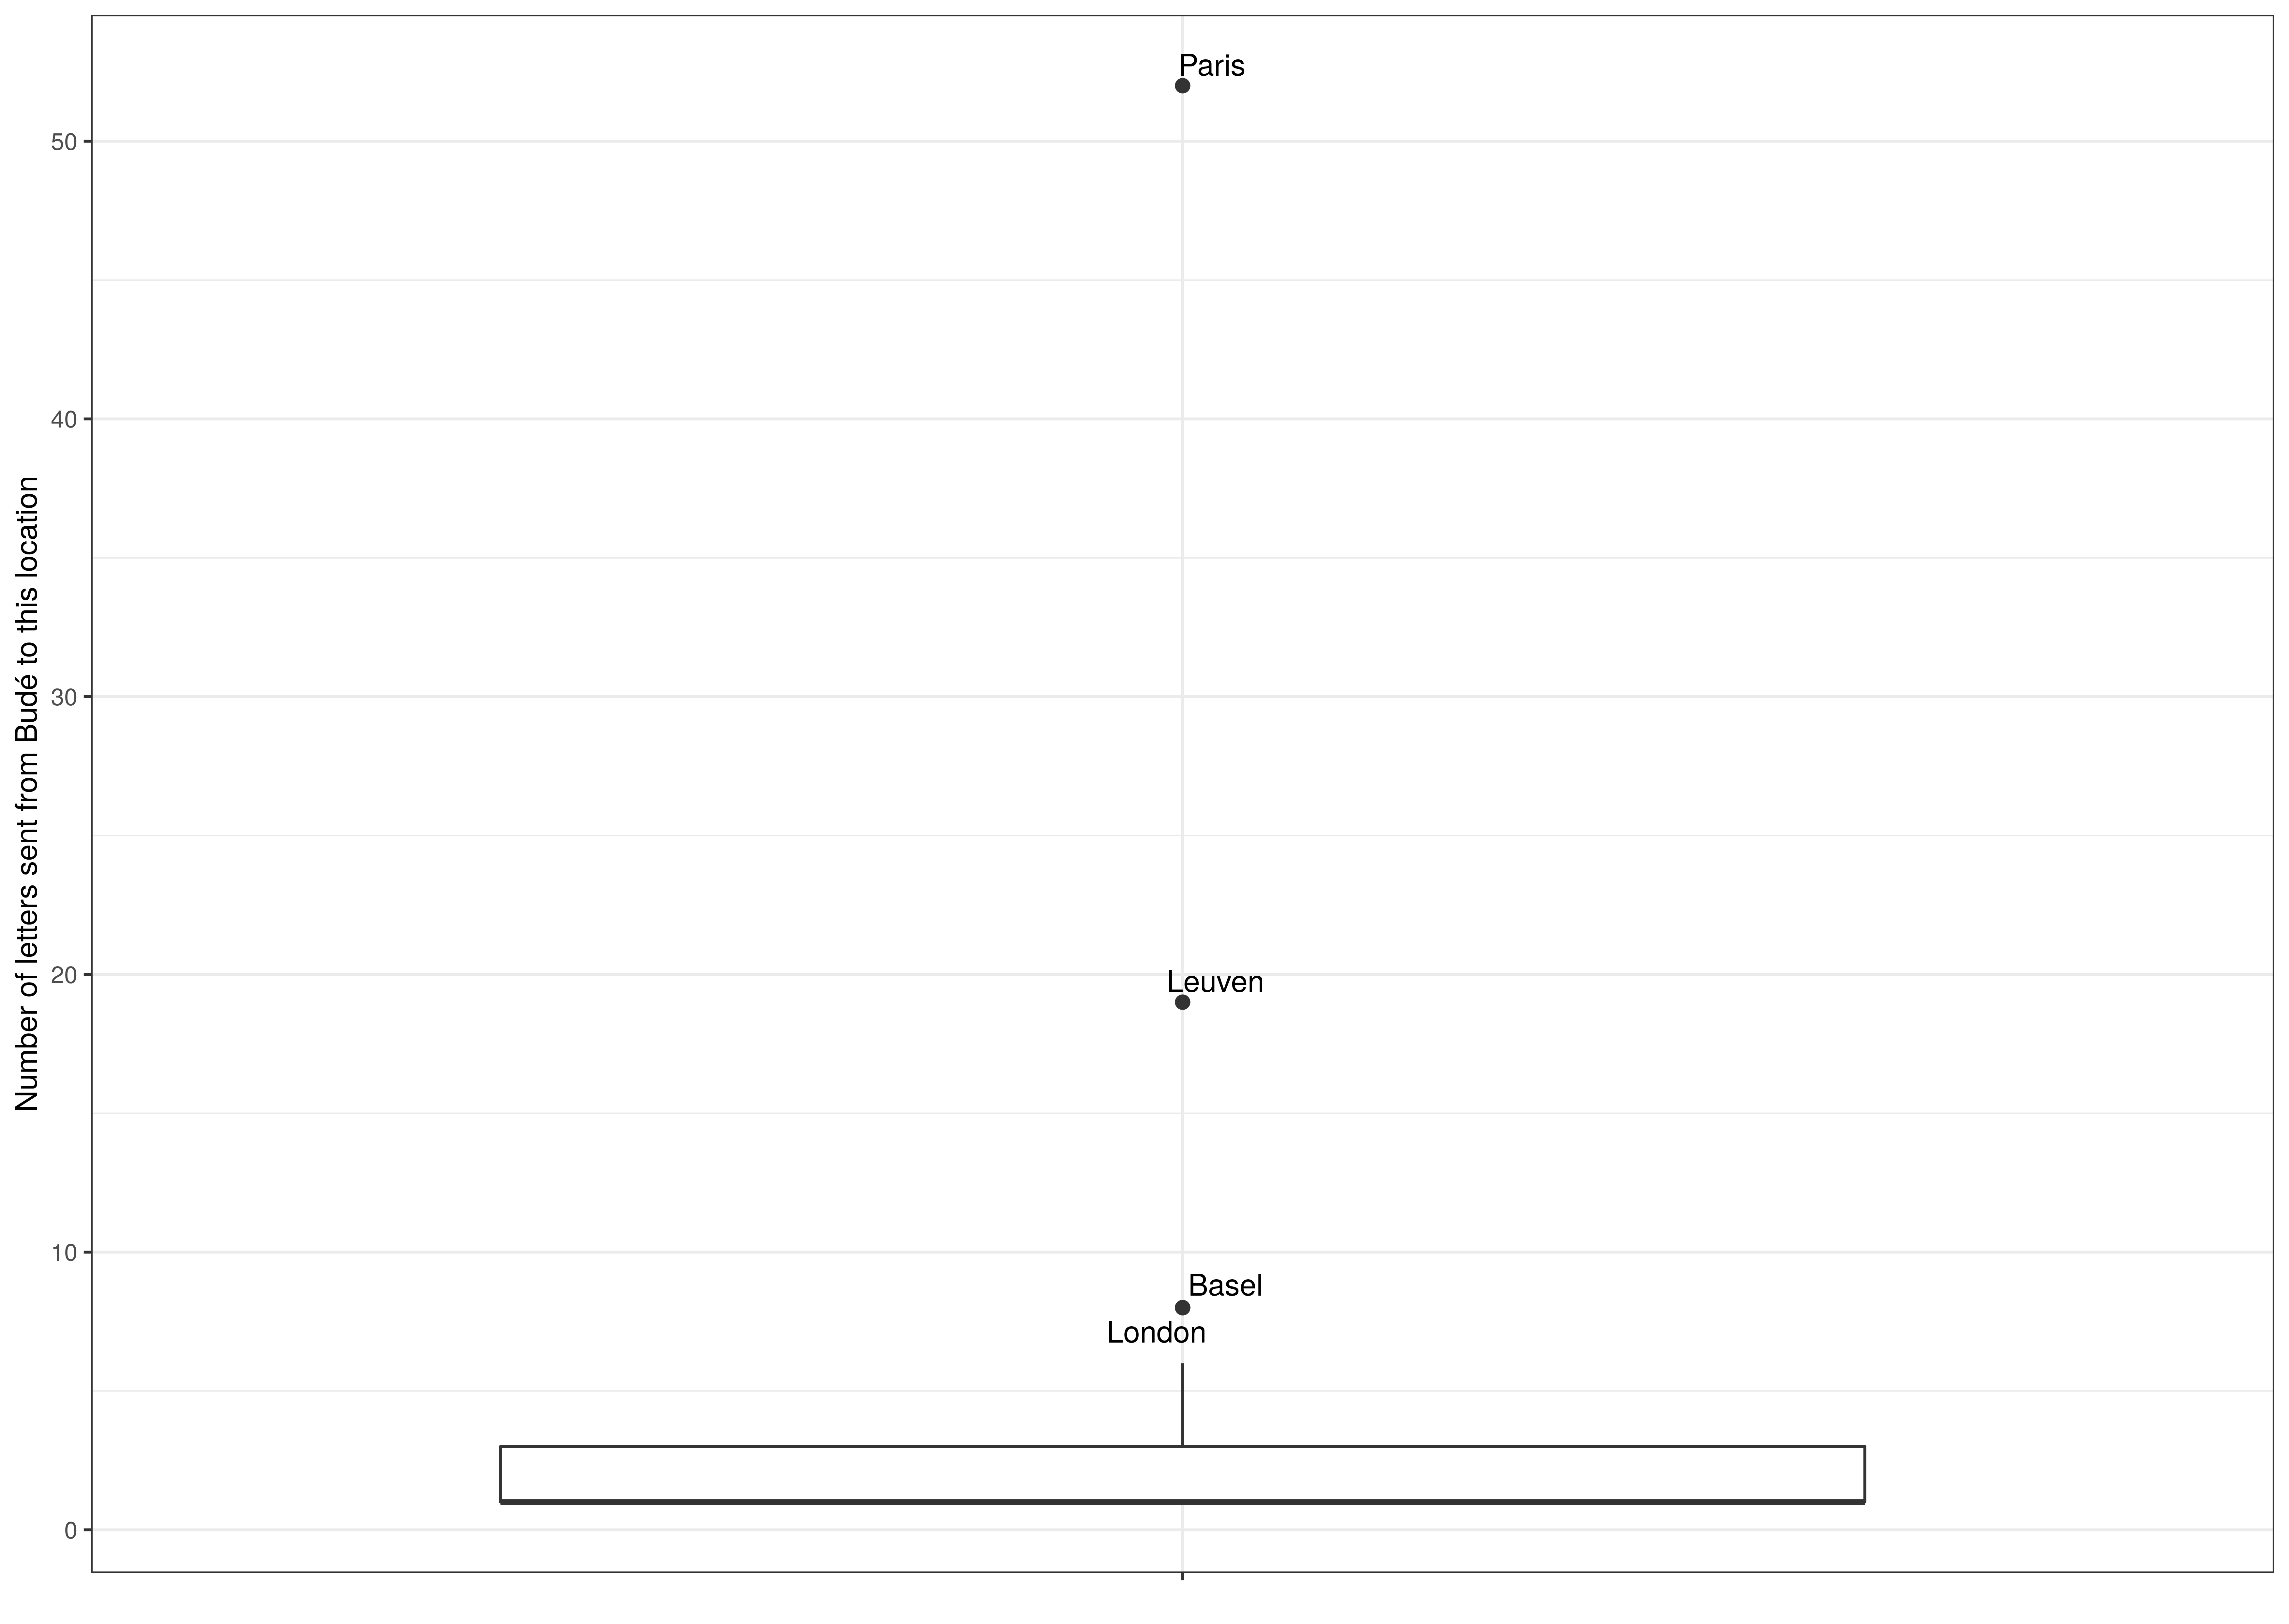 Number of letters sent from Budé to this location
50
40
30
20
10
0
Paris
Leuven
Basel
London